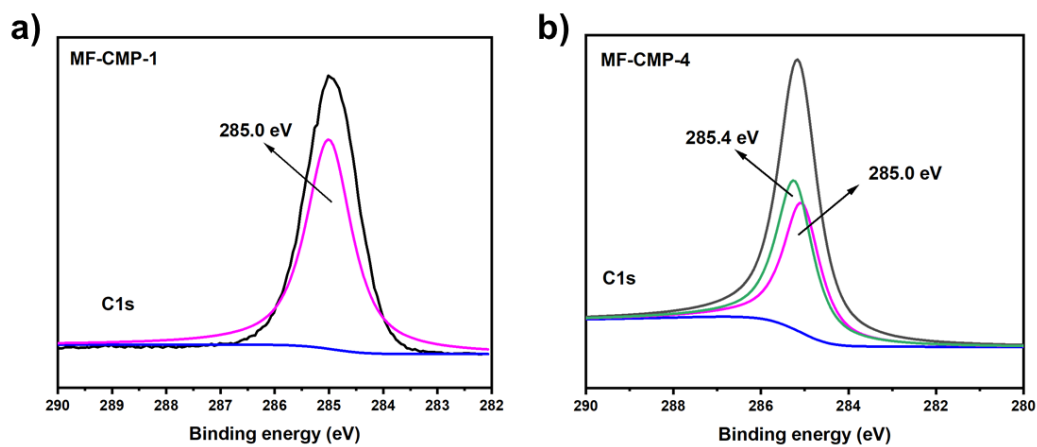 a)
MF-CMP-1
285.0 eV
C1s
290 289 288 287 286 285 284 283 282
Binding energy (eV)
b)
MF-CMP-4
285.4 eV
285.0 eV
C1s
290 288 286 284 282 280
Binding energy (eV)